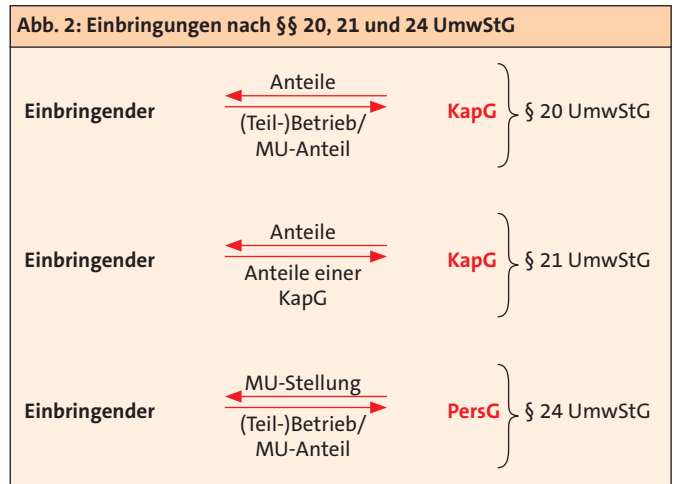 Abb. 2: Einbringungen nach §§ 20, 21 und 24 UmwStG
Anteile
Einbringender KapG § 20 UmwStG
(Teil-)Betrieb/
MU-Anteil
Anteile
Einbringender KapG § 21 UmwStG
Anteile einer
KapG
MU-Stellung
Einbringender PersG § 24 UmwStG
(Teil-)Betrieb/
MU-Anteil